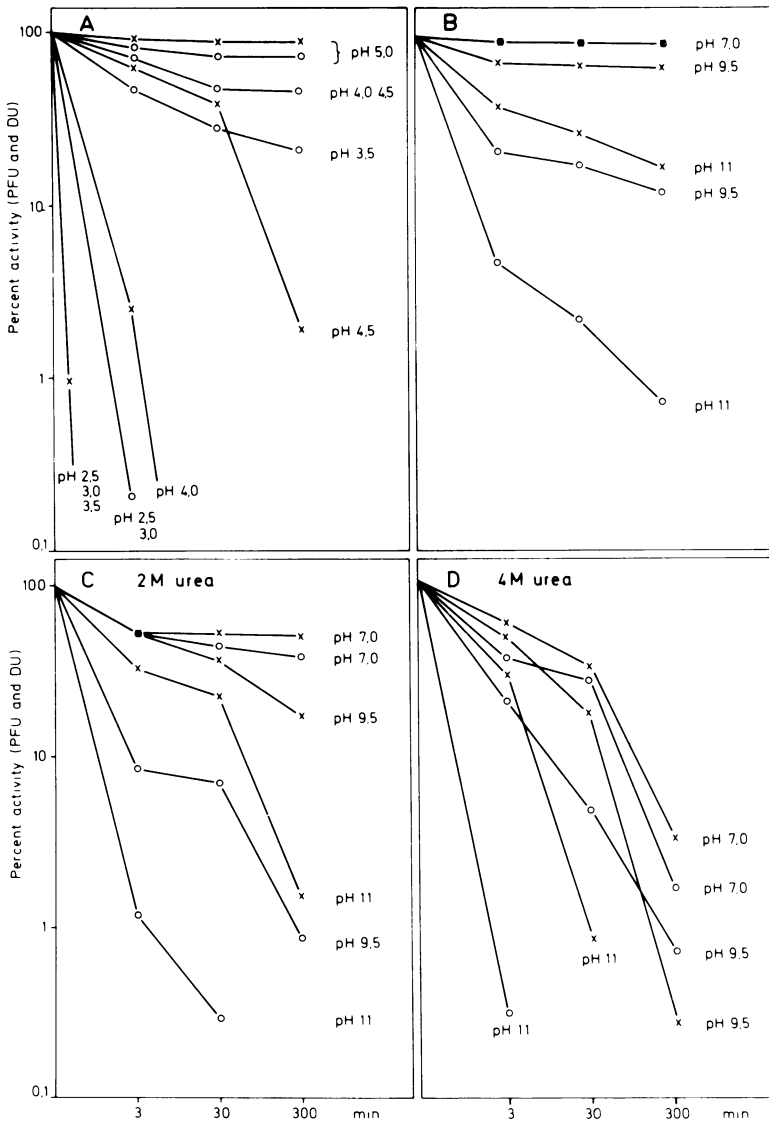 A
B
100
10.
1
0.1
Percent activity (PFU and DU)
} pH 5,0
pH 4,0 4,5
pH 3,5
pH 4,5
pH 2,5
3,0
3,5
pH 2,5
3,0
pH 4,0
pH 7,0
pH 9,5
pH 11
pH 9,5
pH 11
C 2M urea
D 4M urea
100
10
1
0.1
Percent activity (PFU and DU)
pH 7,0
pH 7,0
pH 9,5
pH 11
pH 9,5
pH 11
pH 7,0
pH 7,0
pH 9,5
pH 9,5
pH 11
pH 11
3 30 300 min
3 30 300 min